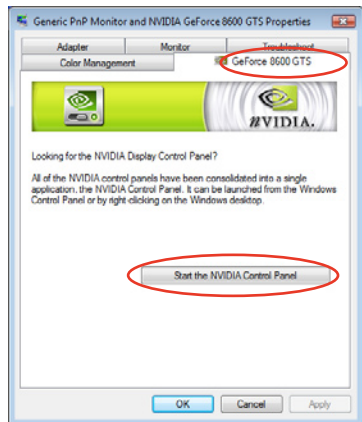 Generic PnP Monitor and NVIDIA GeForce 8600 GTS Properties
Adapter Monitor Troubleshoot
Color Management GeForce 8600 GTS
NVIDIA.
Looking for the NVIDIA Display Control Panel?
All of the NVIDIA control panels have been consolidated into a single
application, the NVIDIA Control Panel. It can be launched from the Windows
Control Panel or by right clicking on the Windows desktop.
Start the NVIDIA Control Panel
OK Cancel Apply